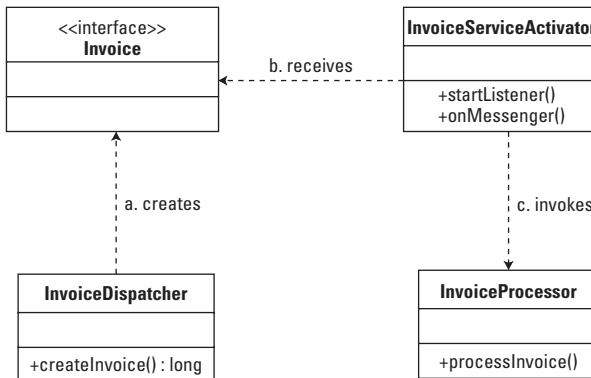 <<interface>>
Invoice
InvoiceServiceActivator
b. receives
+startListener()
+onMessenger()
a. creates
c. invokes
InvoiceDispatcher
InvoiceProcessor
+createInvoice() : long
+processInvoice()